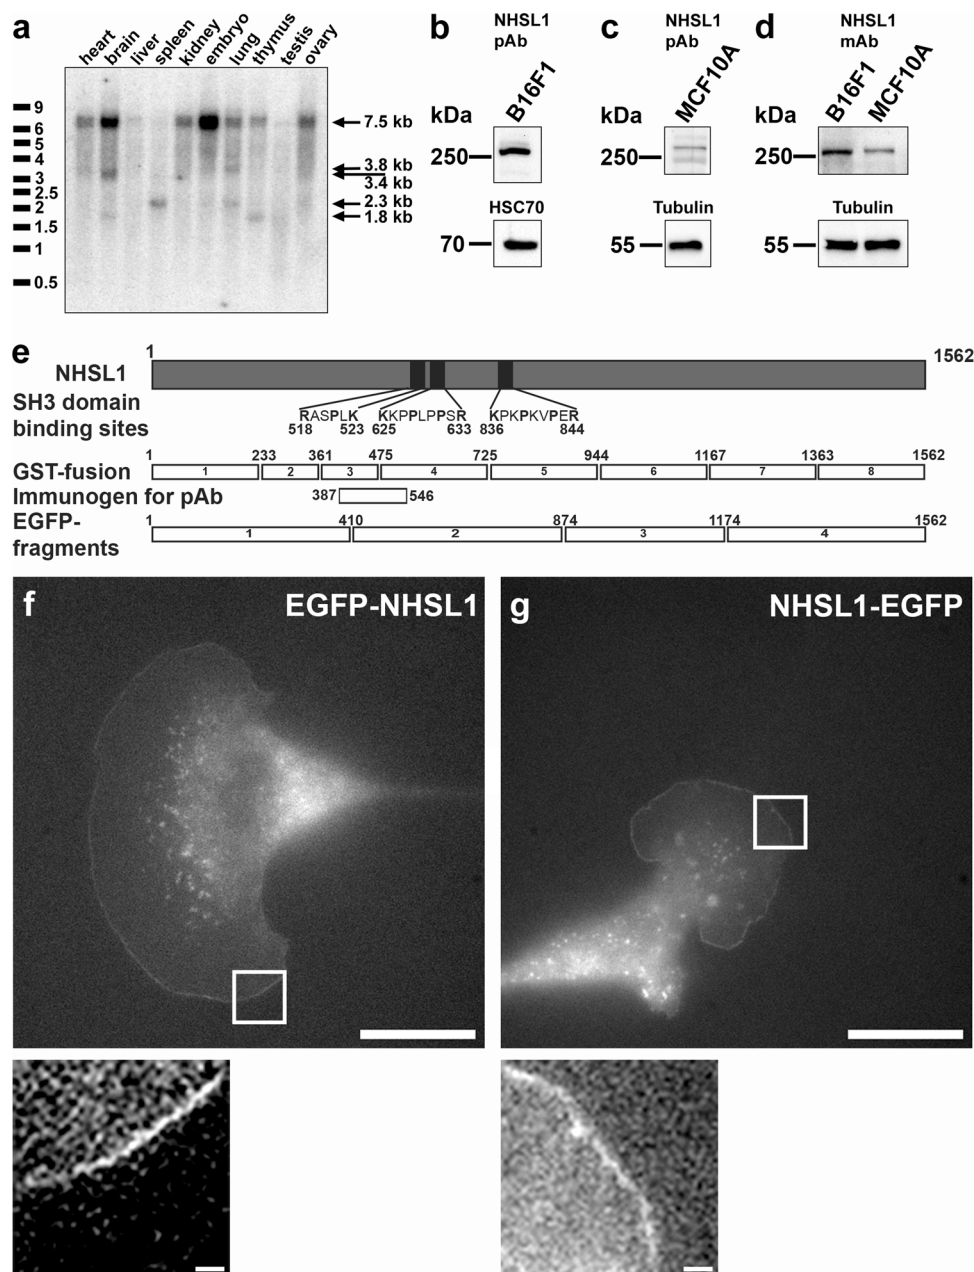 a
heart brain liver spleen kidney embryo lung thymus testis ovary
9
6
5
4
3
2.5
2
1.5
1
0.5
7.5 kb
3.8 kb
3.4 kb
2.3 kb
1.8 kb
b
NHSL1
pAb
B16F1
kDa
250
HSC70
70
c
NHSL1
pAb
MCF10A
kDa
250
Tubulin
55
d
NHSL1
mAb
B16F1 MCF10A
kDa
250
Tubulin
55
e
1 1562
NHSL1
SH3 domain
binding sites
RASPLK KKPPLPPSR KPKPKVPER
518 523 625 633 836 844
1 233 361 475 725 944 1167 1363 1562
GST-fusion 1 2 3 4 5 6 7 8
Immunogen for pAb 387 546
EGFP-
fragments
1 410 874 1174 1562
1 2 3 4
f EGFP-NHSL1
g NHSL1-EGFP